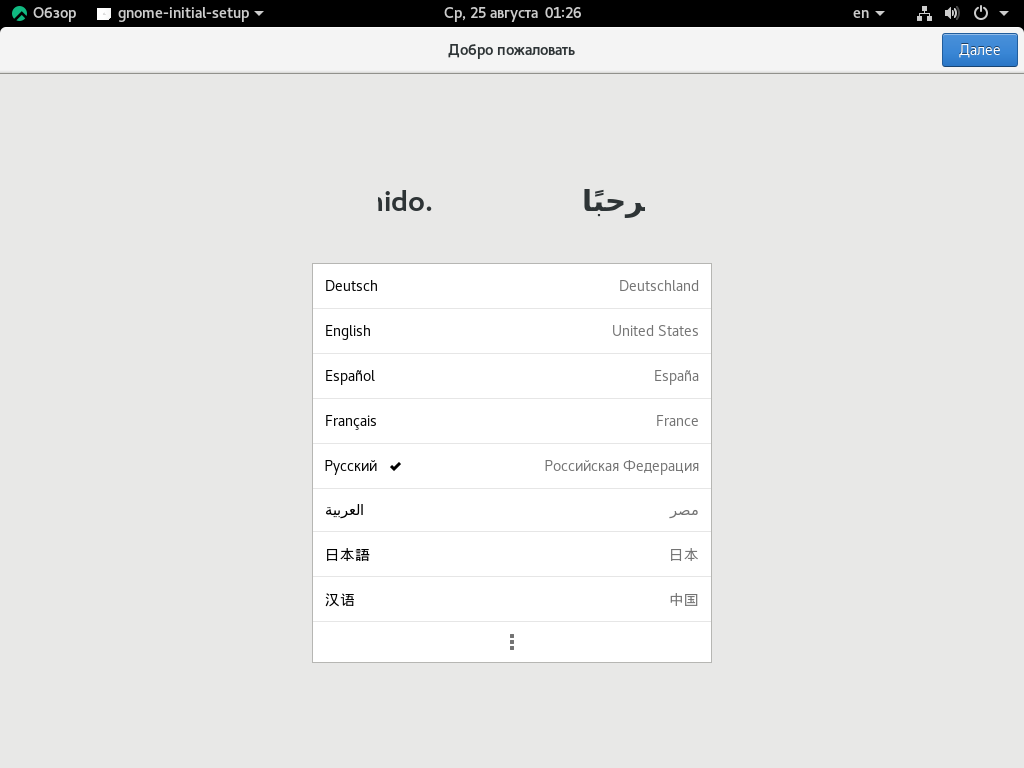 Обзор gnome-initial-setup Ср, 25 августа 01:26 en
Добро пожаловать Далее
nido. مرحبًا
Deutsch Deutschland
English United States
Español España
Français France
Русский Российская Федерация
العربية مصر
日本語 日本
汉语 中国